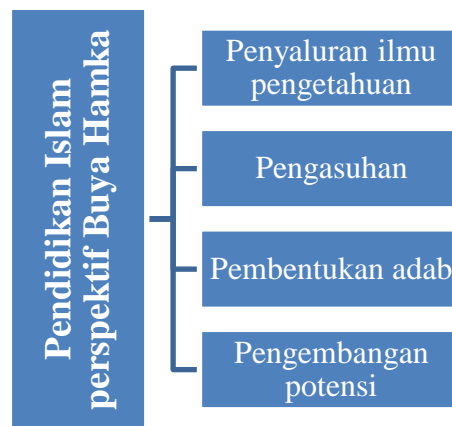 Pendidikan Islam
perspektif Buya Hamka
Penyaluran ilmu
pengetahuan
Pengasuhan
Pembentukan adab
Pengembangan
potensi